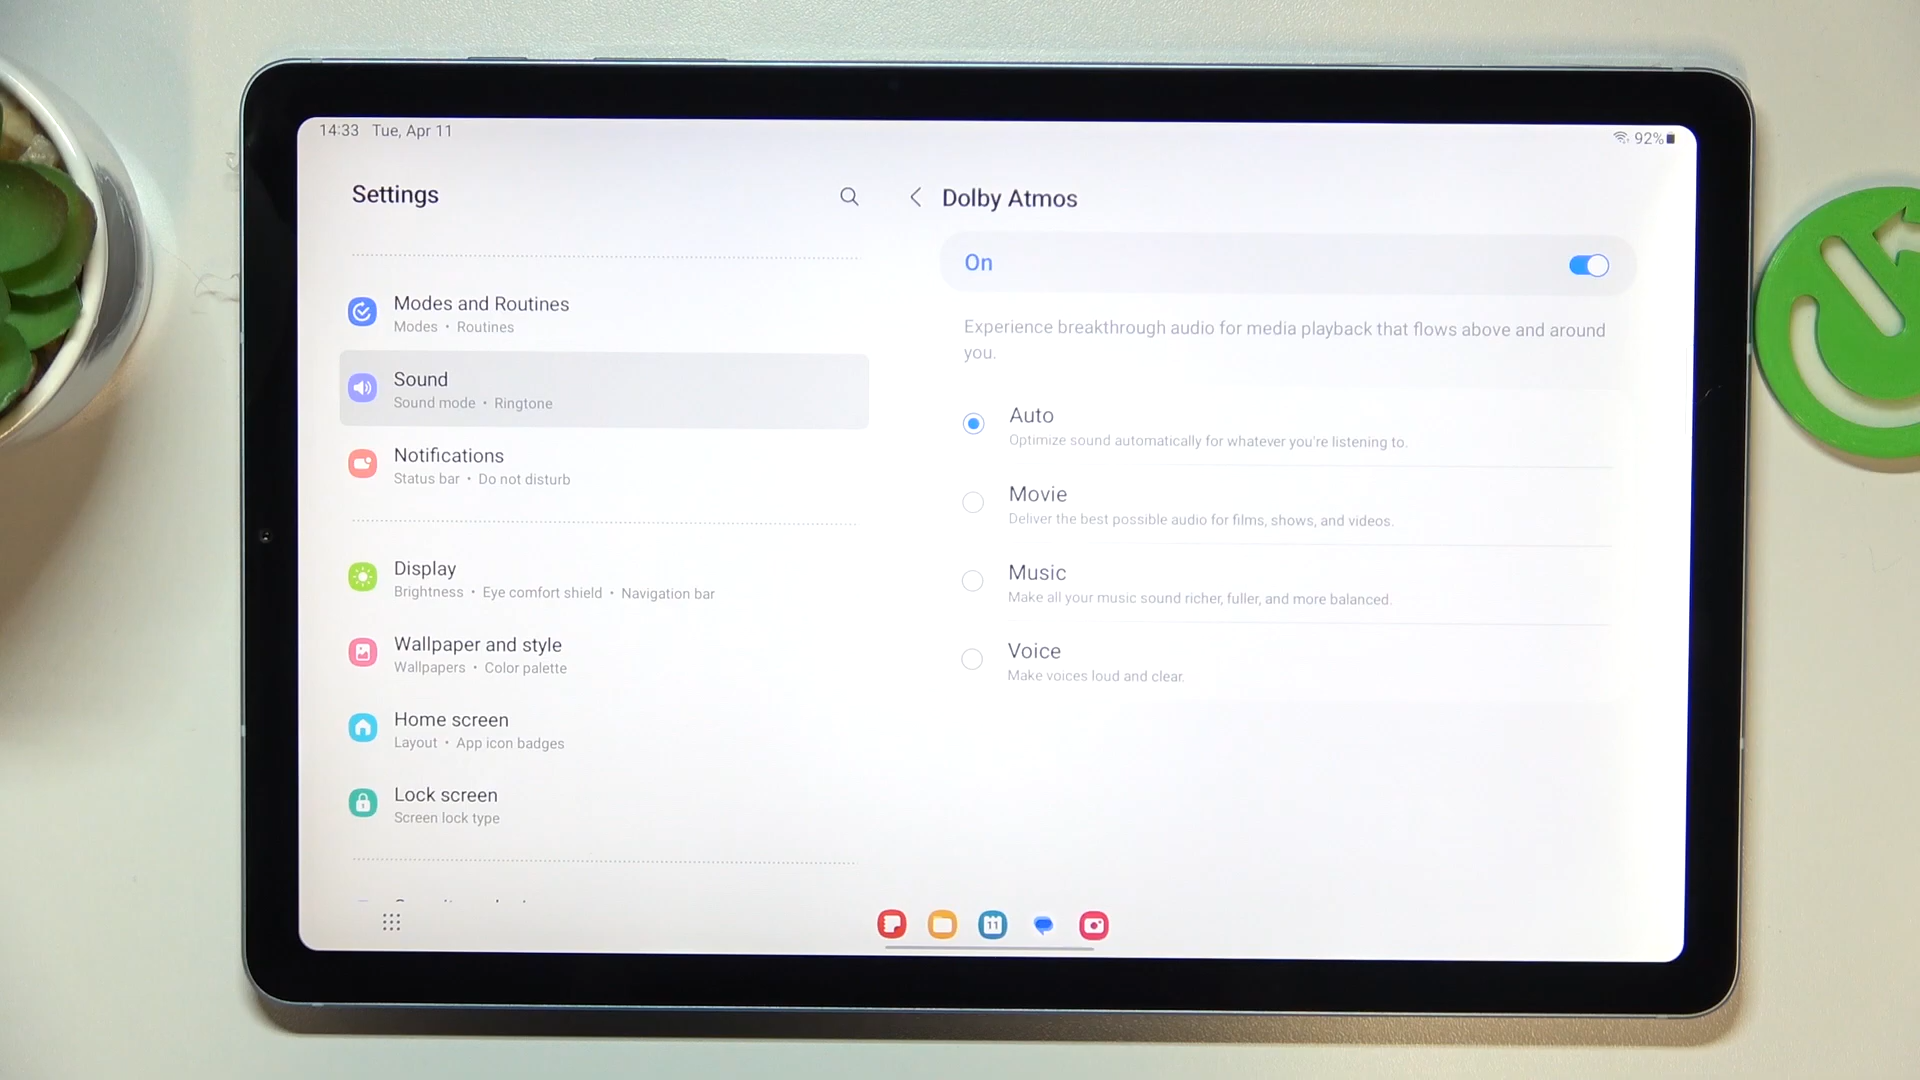 14:33 Tue, Apr 11
92%
Settings
Modes and Routines
Modes • Routines
Sound
Sound mode • Ringtone
Notifications
Status bar • Do not disturb
Display
Brightness • Eye comfort shield • Navigation bar
Wallpaper and style
Wallpapers • Color palette
Home screen
Layout • App icon badges
Lock screen
Screen lock type
Dolby Atmos
On
Experience breakthrough audio for media playback that flows above and around
you.
Auto
Optimize sound automatically for whatever you're listening to.
Movie
Deliver the best possible audio for films, shows, and videos.
Music
Make all your music sound richer, fuller, and more balanced.
Voice
Make voices loud and clear.
11